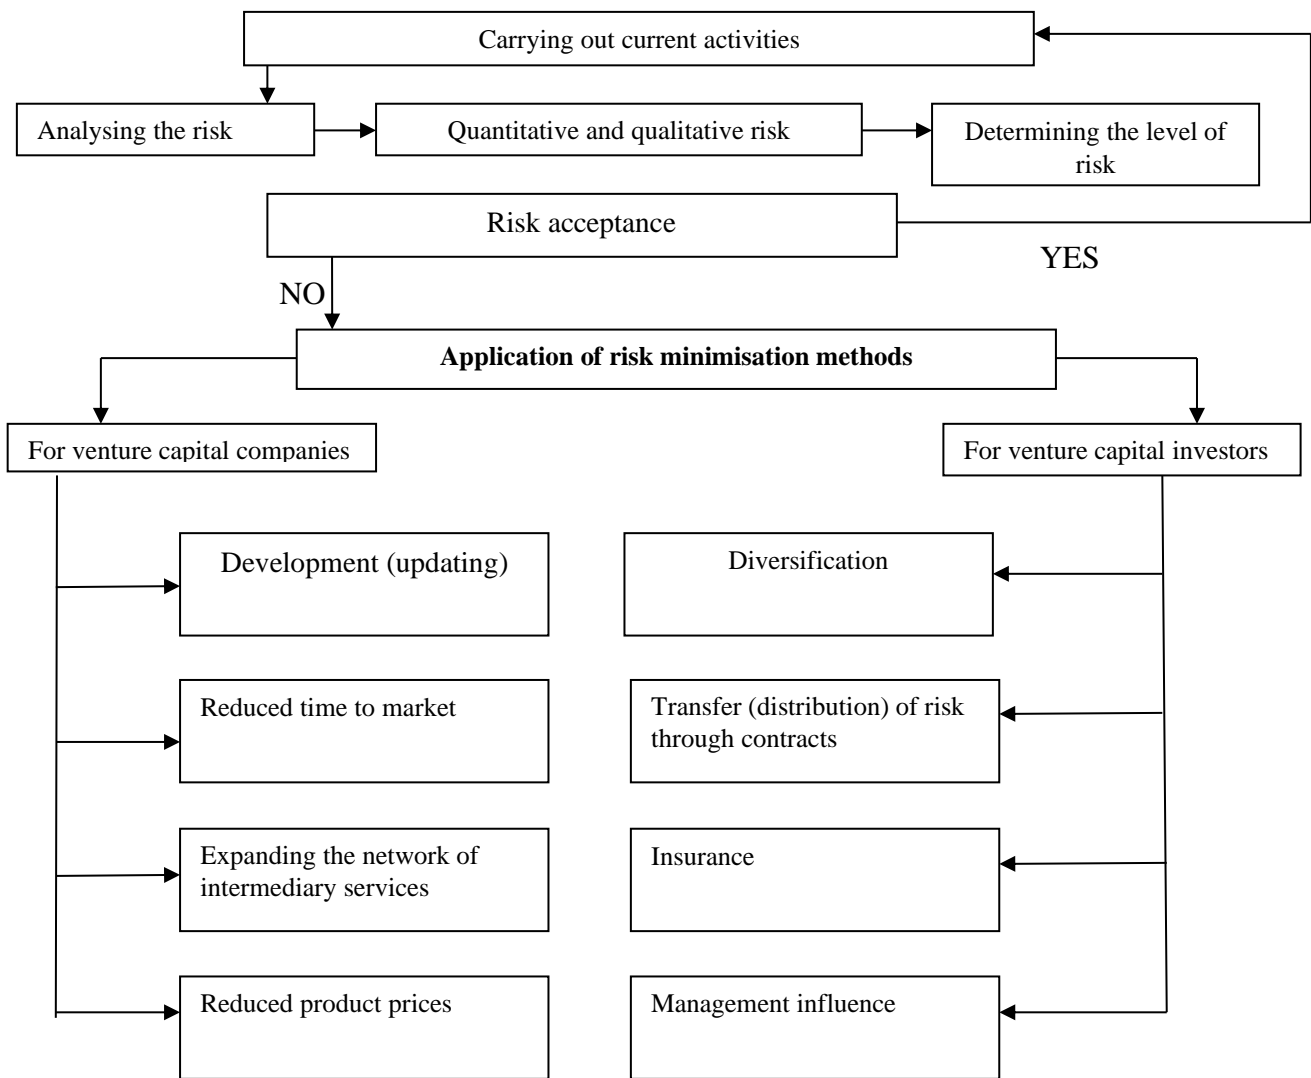 Carrying out current activities
Analysing the risk
Quantitative and qualitative risk
Determining the level of
risk
Risk acceptance
YES
NO
Application of risk minimisation methods
For venture capital companies
For venture capital investors
Development (updating)
Diversification
Reduced time to market
Transfer (distribution) of risk
through contracts
Expanding the network of
intermediary services
Insurance
Reduced product prices
Management influence